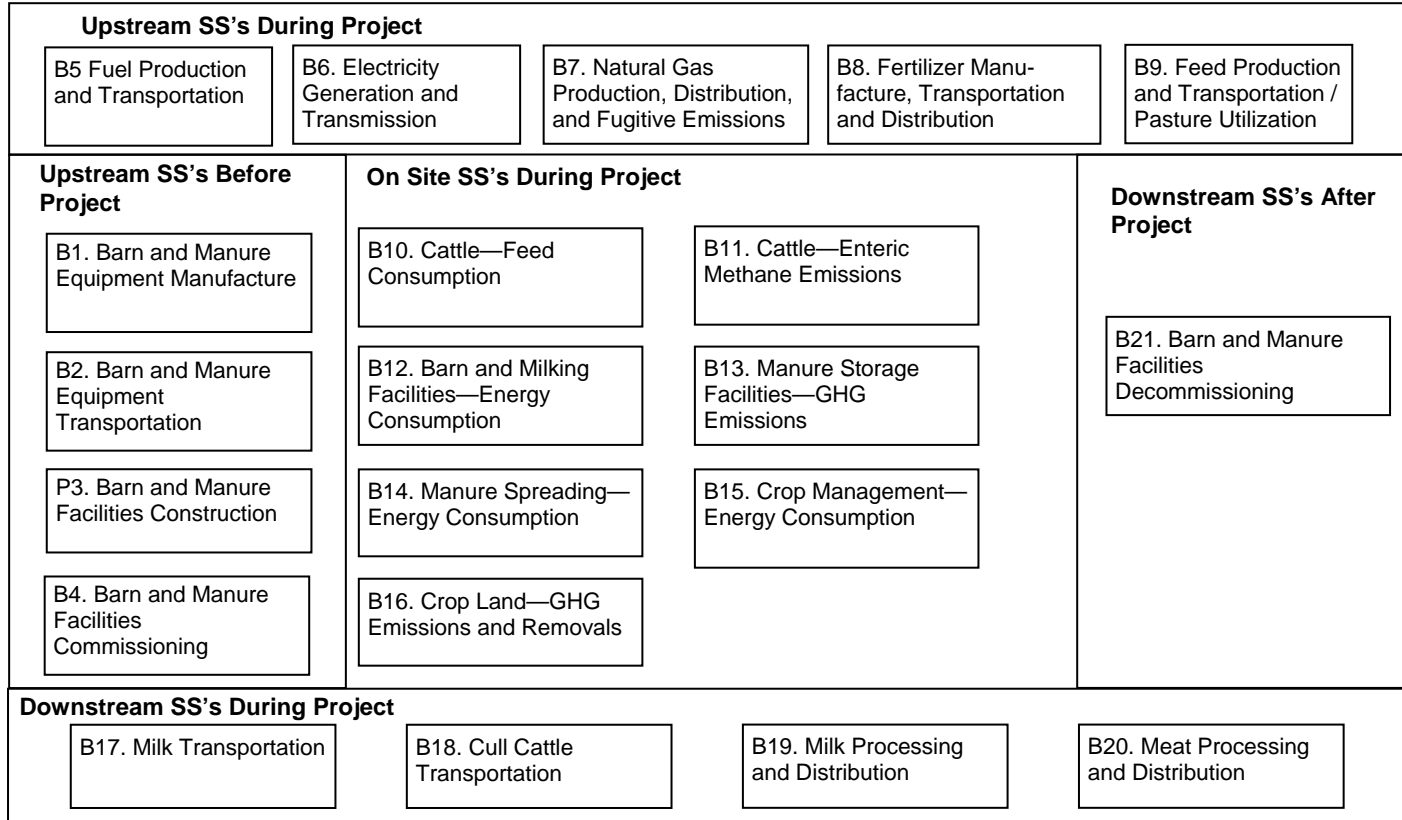 Upstream SS's During Project
B5 Fuel Production
and Transportation
B6. Electricity
Generation and
Transmission
B7. Natural Gas
Production, Distribution,
and Fugitive Emissions
B8. Fertilizer Manu-
facture, Transportation
and Distribution
B9. Feed Production
and Transportation /
Pasture Utilization
Upstream SS's Before
Project
B1. Barn and Manure
Equipment Manufacture
B2. Barn and Manure
Equipment
Transportation
P3. Barn and Manure
Facilities Construction
B4. Barn and Manure
Facilities
Commissioning
On Site SS's During Project
B10. Cattle—Feed
Consumption
B11. Cattle—Enteric
Methane Emissions
B12. Barn and Milking
Facilities—Energy
Consumption
B13. Manure Storage
Facilities—GHG
Emissions
B14. Manure Spreading—
Energy Consumption
B15. Crop Management—
Energy Consumption
B16. Crop Land—GHG
Emissions and Removals
Downstream SS's After
Project
B21. Barn and Manure
Facilities
Decommissioning
Downstream SS's During Project
B17. Milk Transportation
B18. Cull Cattle
Transportation
B19. Milk Processing
and Distribution
B20. Meat Processing
and Distribution